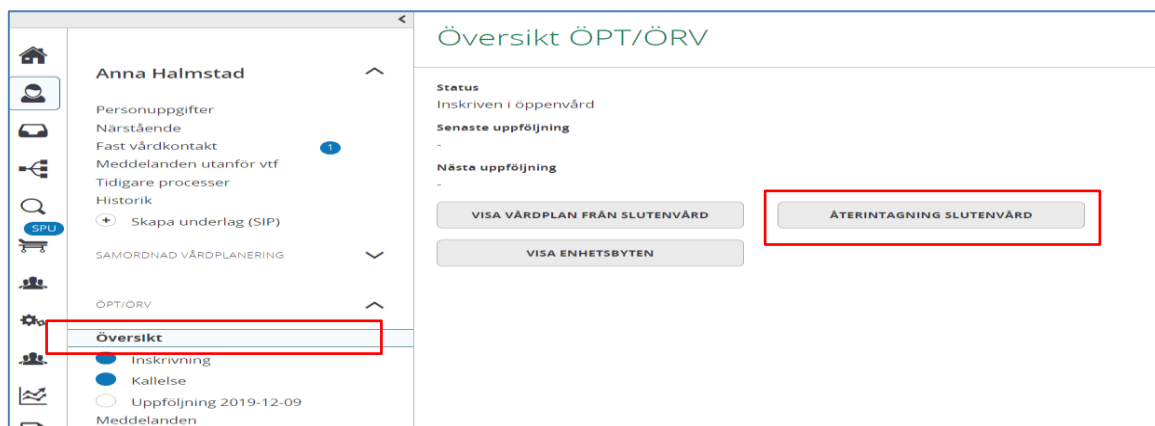 Anna Halmstad
Personuppgifter
Närstående
Fast vårdkontakt 1
Meddelanden utanför vtf
Tidigare processer
Historik
+ Skapa underlag (SIP)
SPU
SAMORDNAD VÅRDPLANERING
ÖPT/ÖRV
Översikt
Inskrivning
Kallelse
Uppföljning 2019-12-09
Meddelanden
Översikt ÖPT/ÖRV
Status
Inskriven i öppenvård
Senaste uppföljning
-
Nästa uppföljning
-
VISA VÅRDPLAN FRÅN SLUTENVÅRD
ÅTERINTAGNING SLUTENVÅRD
VISA ENHETSBYTEN